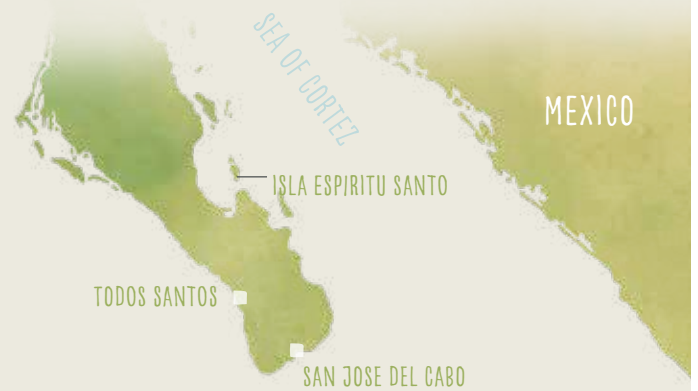 SEA OF CORTEZ
MEXICO
ISLA ESPIRITU SANTO
TODOS SANTOS
SAN JOSE DEL CABO